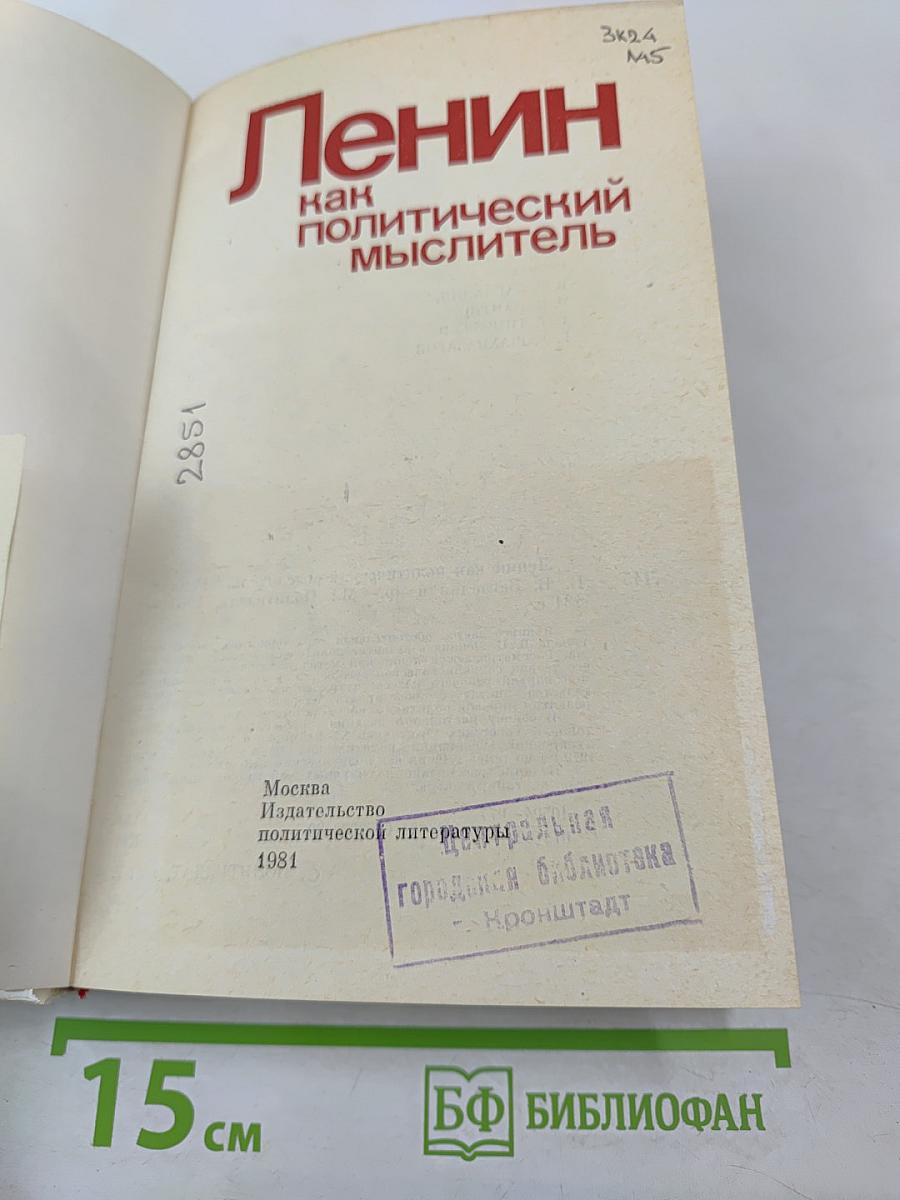 3к24
Л45
Ленин
как
политический
мыслитель
2851
Москва
Издательство
политической литературы
1981
Центральная
городская библиотека
г. Кронштадт
15 см
БФ БИБЛИОФАН